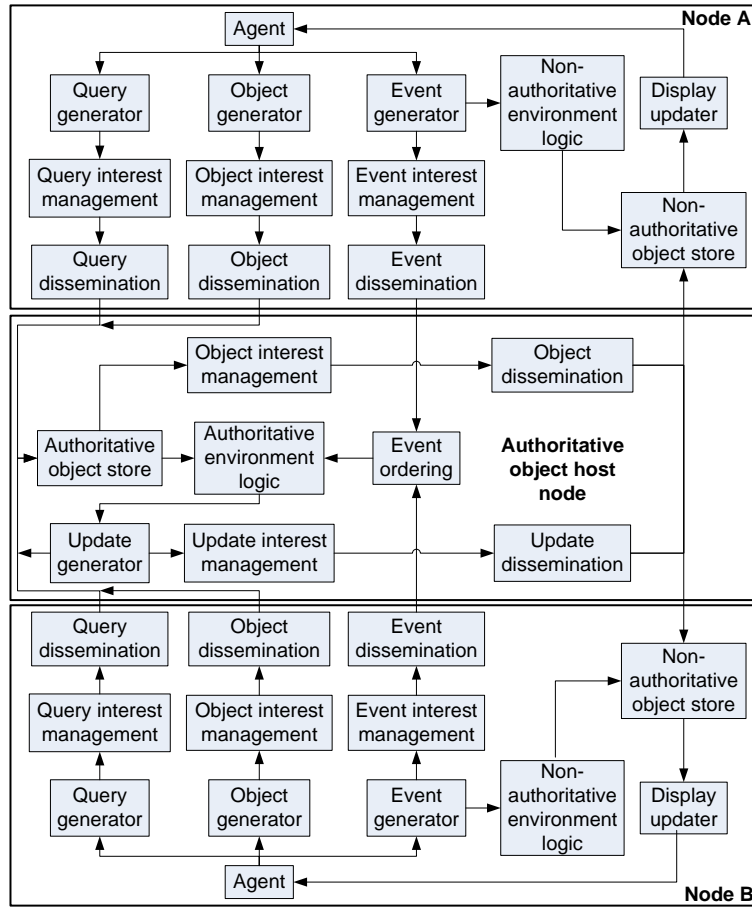 Node A
Agent
Query
generator
Object
generator
Event
generator
Non-
authoritative
environment
logic
Display
updater
Query interest
management
Object interest
management
Event interest
management
Non-
authoritative
object store
Query
dissemination
Object
dissemination
Event
dissemination
Object interest
management
Object
dissemination
Authoritative
object store
Authoritative
environment
logic
Event
ordering
Authoritative
object host
node
Update
generator
Update interest
management
Update
dissemination
Query
dissemination
Object
dissemination
Event
dissemination
Non-
authoritative
object store
Query interest
management
Object interest
management
Event interest
management
Query
generator
Object
generator
Event
generator
Non-
authoritative
environment
logic
Display
updater
Agent
Node B